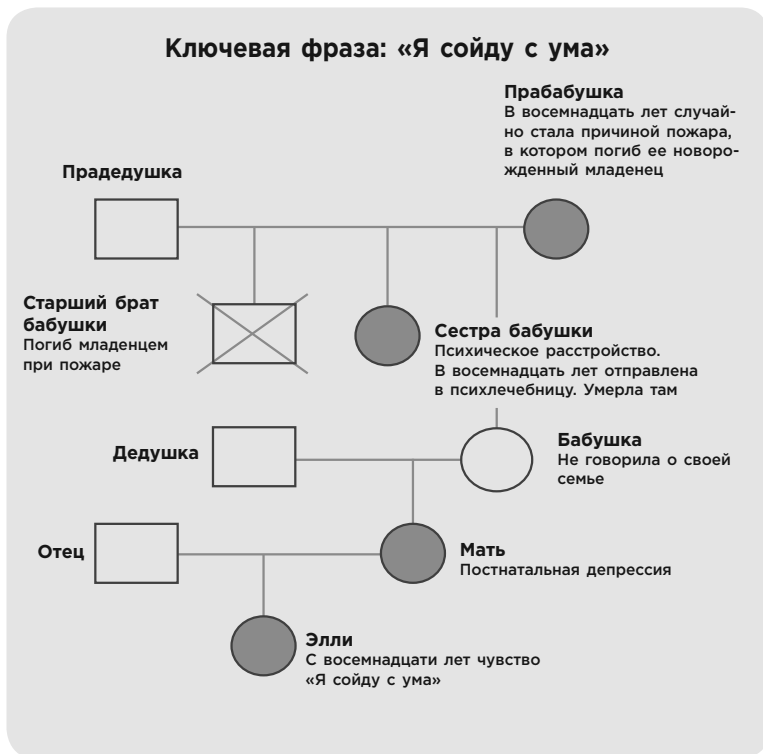 Ключевая фраза: «Я сойду с ума»
Прабабушка
В восемнадцать лет случай-
но стала причиной пожара,
в котором погиб ее новоро-
жденный младенец
Прадедушка
Старший брат
бабушки
Погиб младенцем
при пожаре
Сестра бабушки
Психическое расстройство.
В восемнадцать лет отправлена
в психлечебницу. Умерла там
Дедушка
Бабушка
Не говорила о своей
семье
Отец
Мать
Постнатальная депрессия
Элли
С восемнадцати лет чувство
«Я сойду с ума»